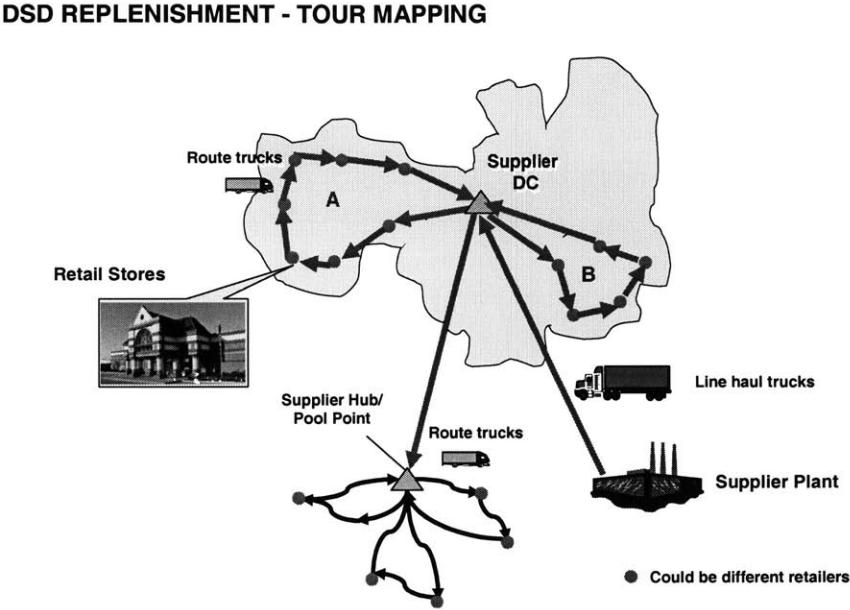 DSD REPLENISHMENT - TOUR MAPPING
Route trucks
Supplier
DC
A
B
Retail Stores
Line haul trucks
Supplier Hub/
Pool Point
Route trucks
Supplier Plant
Could be different retailers